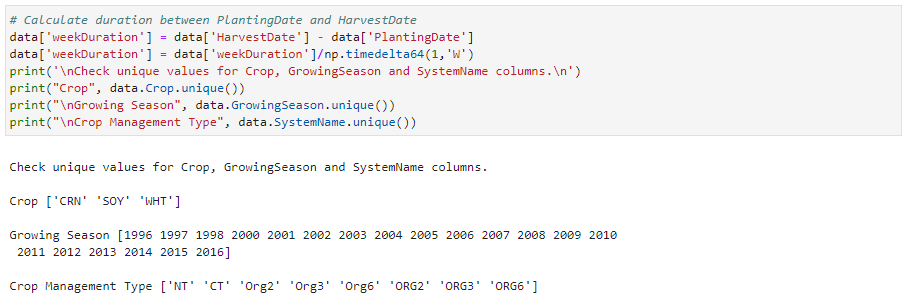 # Calculate duration between PlantingDate and HarvestDate
data['weekDuration'] = data['HarvestDate'] - data['PlantingDate']
data['weekDuration'] = data['weekDuration']/np.timedelta64(1,'W')
print('\nCheck unique values for Crop, GrowingSeason and SystemName columns.\n')
print("Crop", data.Crop.unique())
print("\nGrowing Season", data.GrowingSeason.unique())
print("\nCrop Management Type", data.SystemName.unique())
Check unique values for Crop, GrowingSeason and SystemName columns.
Crop ['CRN' 'SOY' 'WHT']
Growing Season [1996 1997 1998 2000 2001 2002 2003 2004 2005 2006 2007 2008 2009 2010
2011 2012 2013 2014 2015 2016]
Crop Management Type ['NT' 'CT' 'Org2' 'Org3' 'Org6' 'ORG2' 'ORG3' 'ORG6']